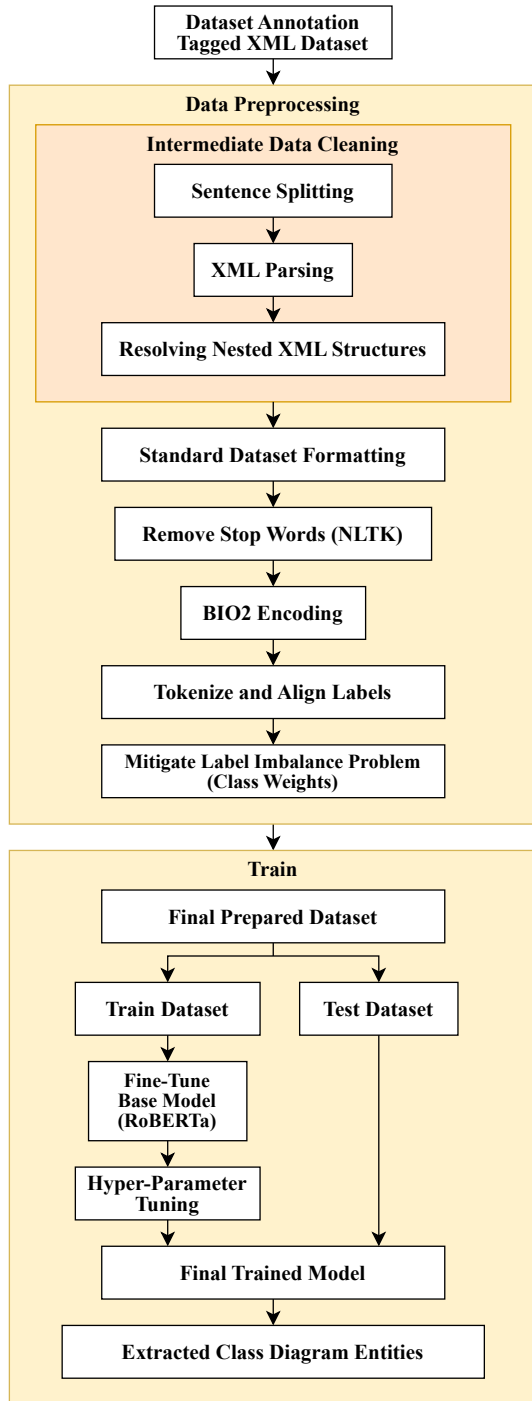 Dataset Annotation
Tagged XML Dataset
Data Preprocessing
Intermediate Data Cleaning
Sentence Splitting
XML Parsing
Resolving Nested XML Structures
Standard Dataset Formatting
Remove Stop Words (NLTK)
BIO2 Encoding
Tokenize and Align Labels
Mitigate Label Imbalance Problem
(Class Weights)
Train
Final Prepared Dataset
Train Dataset
Test Dataset
Fine-Tune
Base Model
(RoBERTa)
Hyper-Parameter
Tuning
Final Trained Model
Extracted Class Diagram Entities